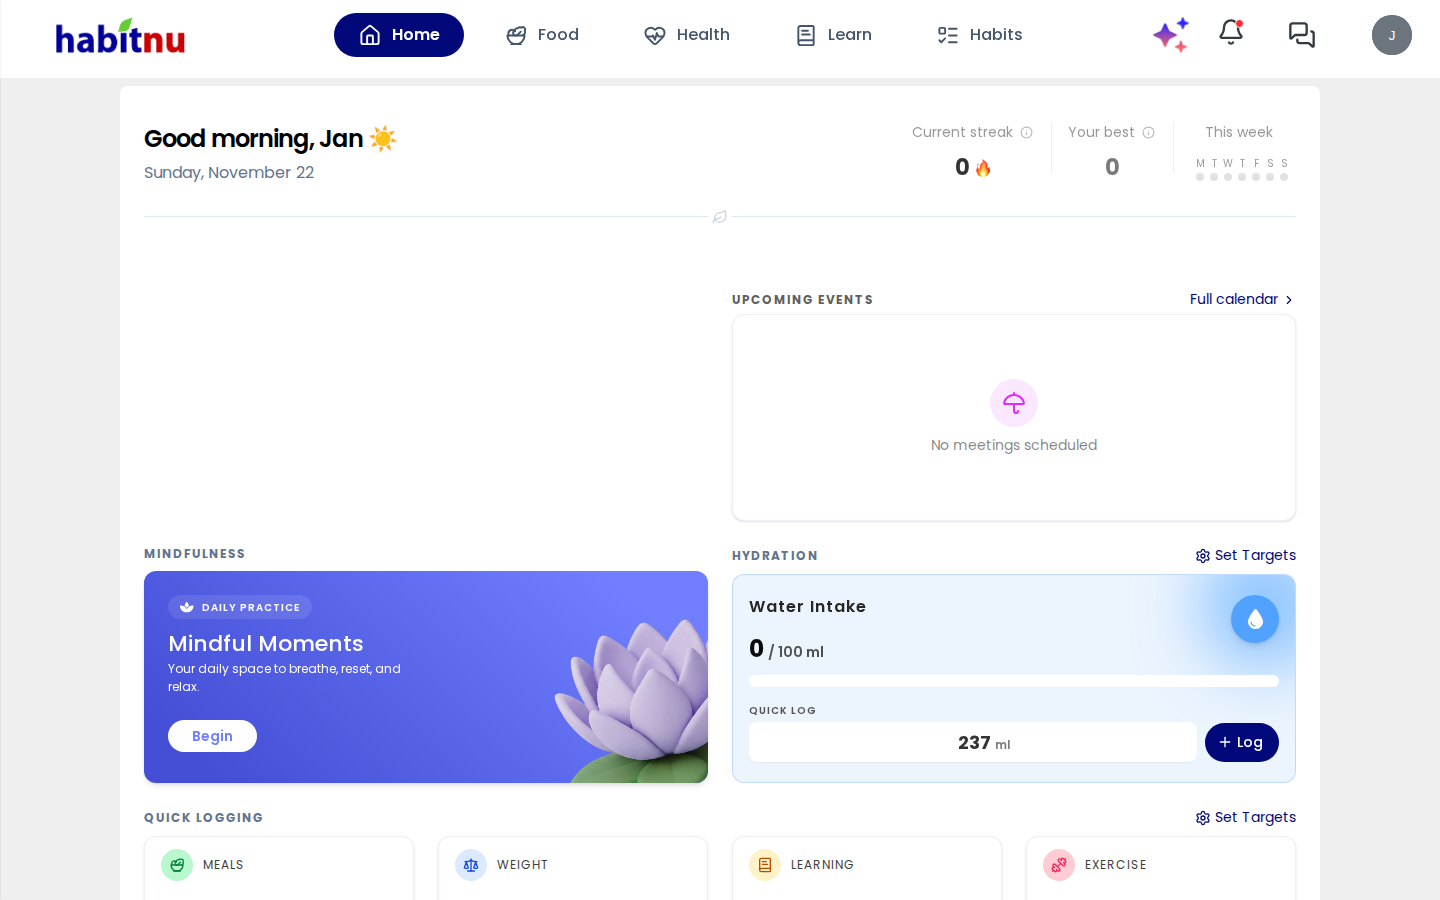 habitnu
Home
Food
Health
Learn
Habits
J
Good morning, Jan ☀️
Sunday, November 22
Current streak
0 🔥
Your best
0
This week
M T W T F S S
UPCOMING EVENTS
Full calendar
No meetings scheduled
MINDFULNESS
DAILY PRACTICE
Mindful Moments
Your daily space to breathe, reset, and
relax.
Begin
HYDRATION
Set Targets
Water Intake
0 / 100 ml
QUICK LOG
237 ml
+ Log
QUICK LOGGING
Set Targets
MEALS
WEIGHT
LEARNING
EXERCISE